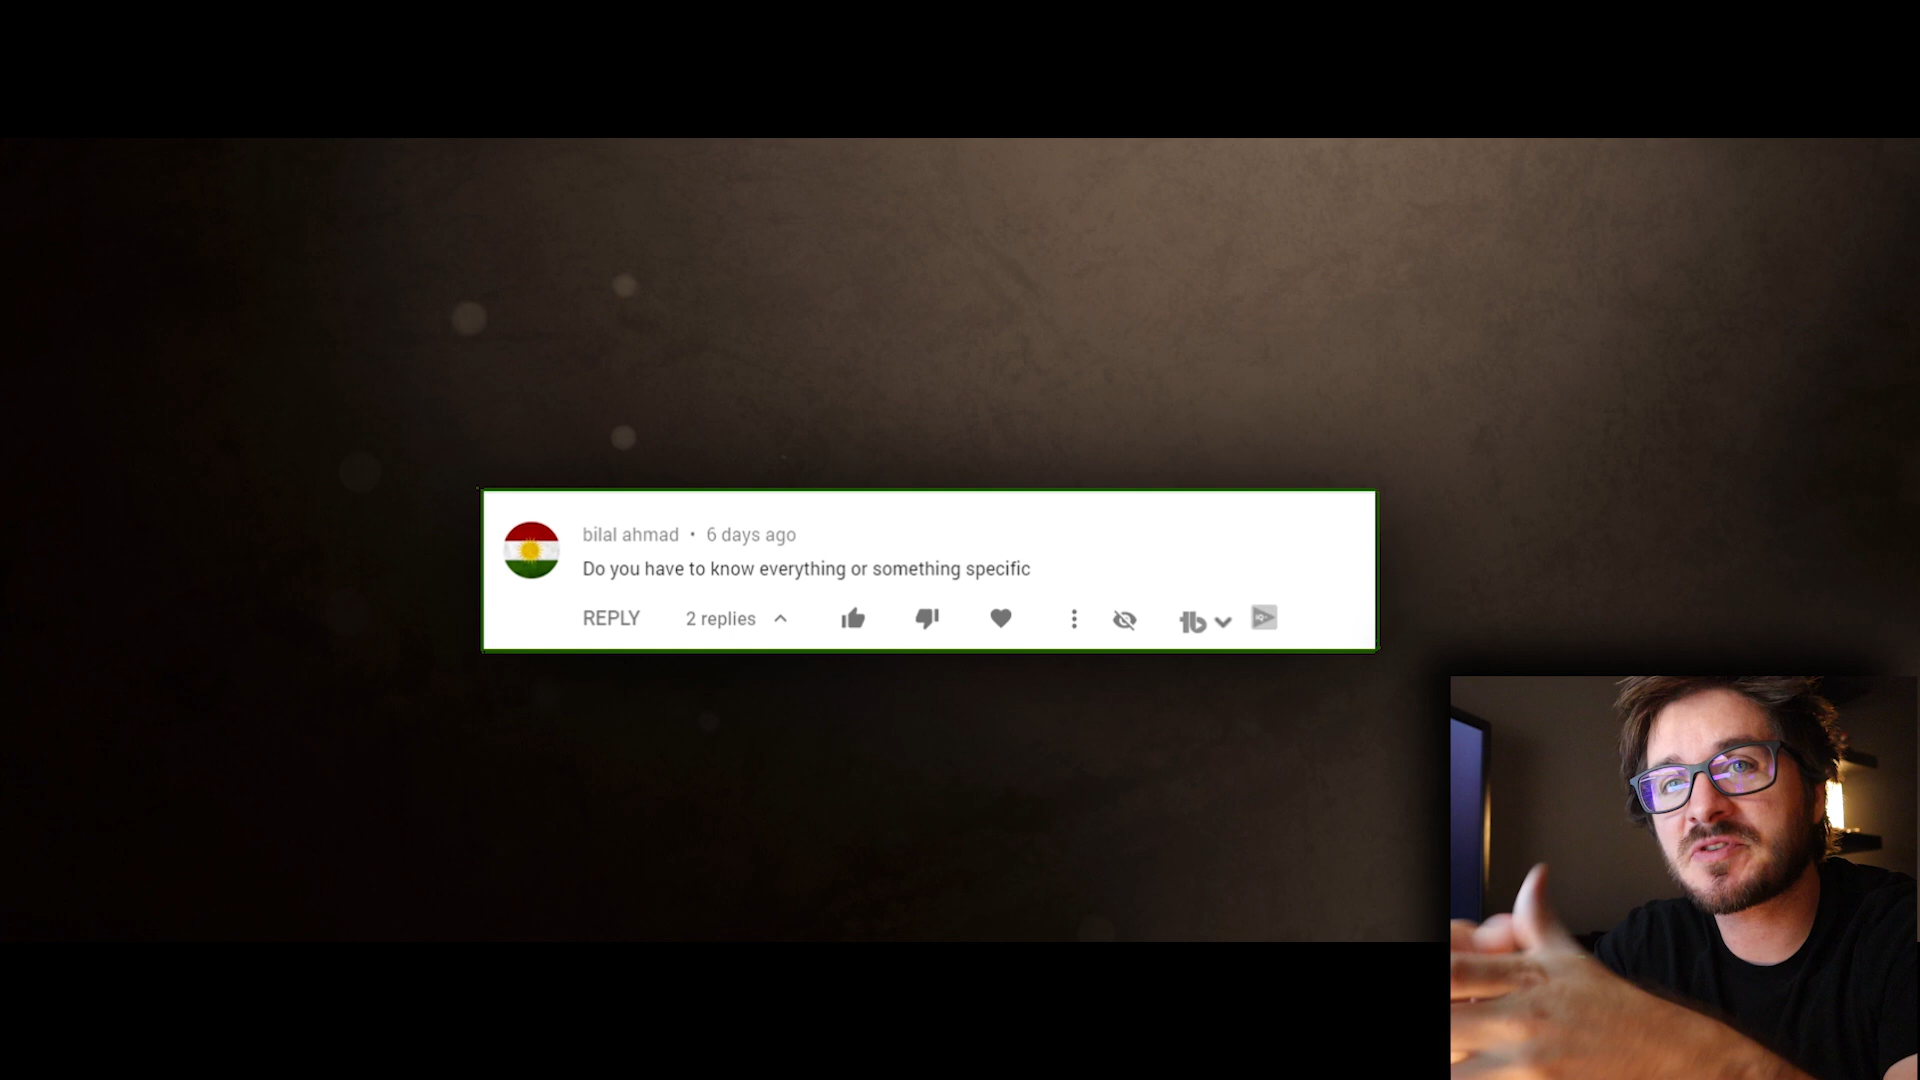 bilal ahmad • 6 days ago
Do you have to know everything or something specific
REPLY 2 replies